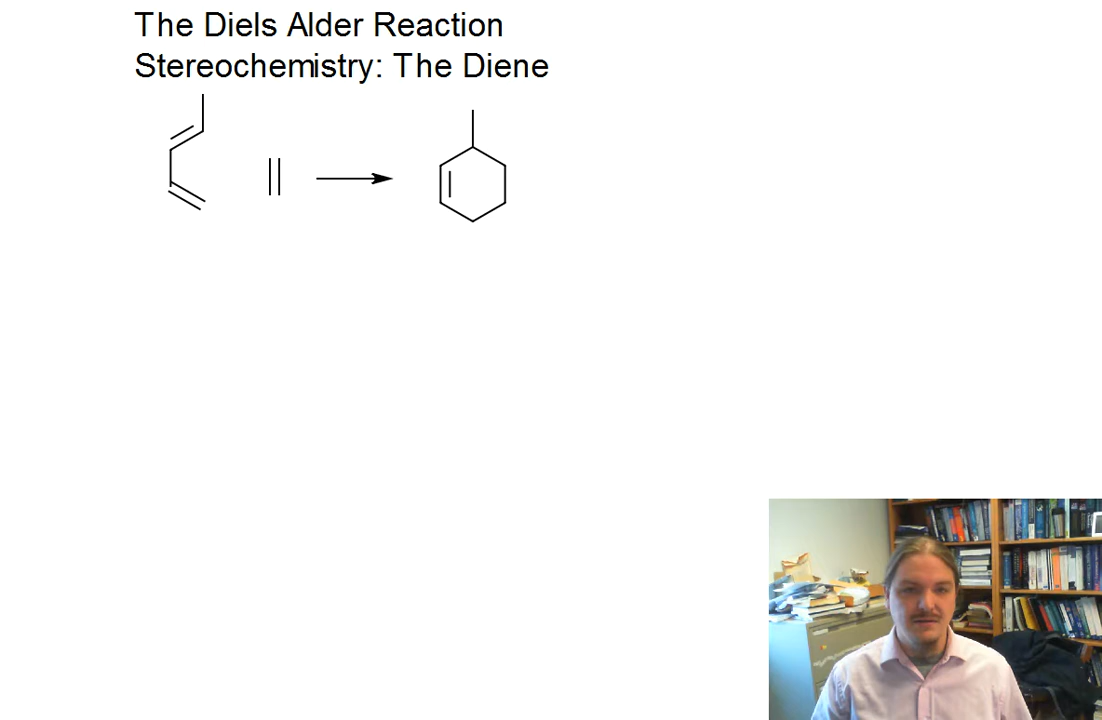 The Diels Alder Reaction
Stereochemistry: The Diene